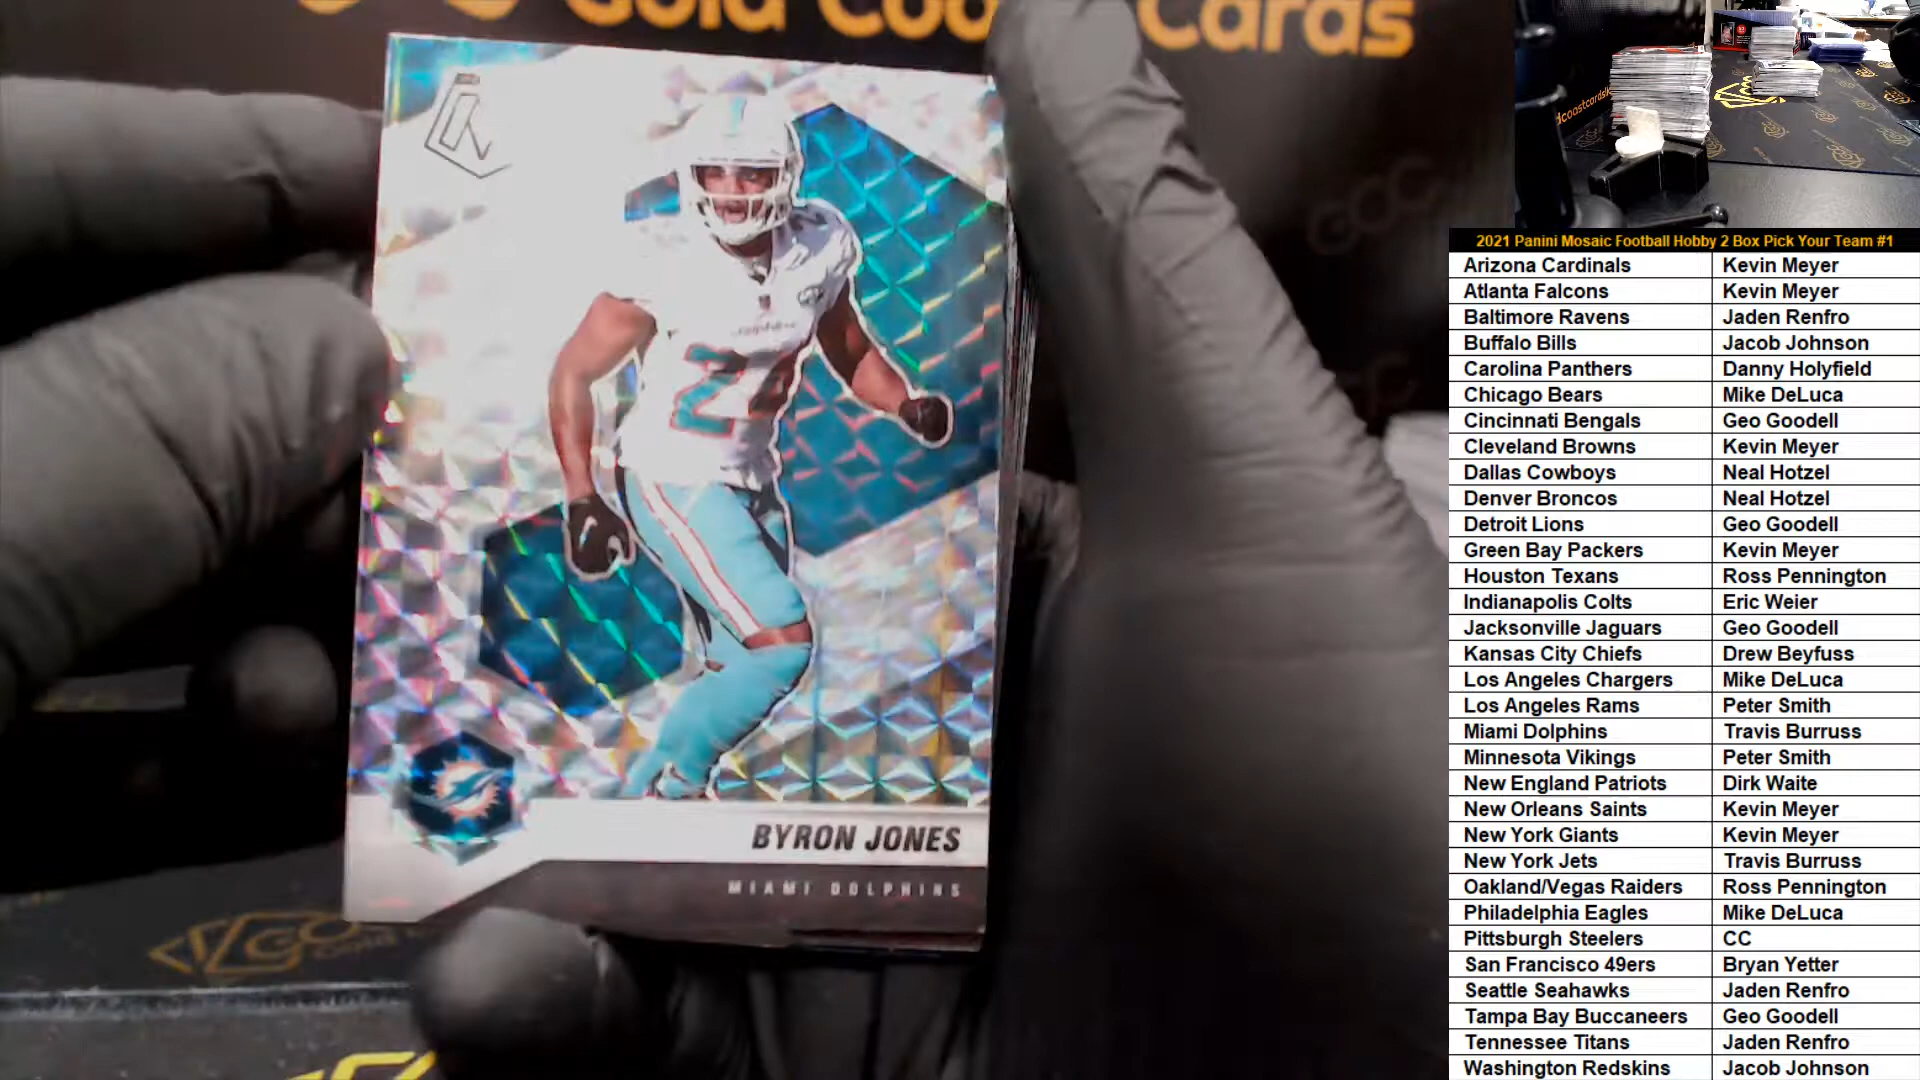 Gold Coast Cards
GCC
BYRON JONES
MIAMI DOLPHINS
dcoastcards
2021 Panini Mosaic Football Hobby 2 Box Pick Your Team #1
Arizona Cardinals Kevin Meyer
Atlanta Falcons Kevin Meyer
Baltimore Ravens Jaden Renfro
Buffalo Bills Jacob Johnson
Carolina Panthers Danny Holyfield
Chicago Bears Mike DeLuca
Cincinnati Bengals Geo Goodell
Cleveland Browns Kevin Meyer
Dallas Cowboys Neal Hotzel
Denver Broncos Neal Hotzel
Detroit Lions Geo Goodell
Green Bay Packers Kevin Meyer
Houston Texans Ross Pennington
Indianapolis Colts Eric Weier
Jacksonville Jaguars Geo Goodell
Kansas City Chiefs Drew Beyfuss
Los Angeles Chargers Mike DeLuca
Los Angeles Rams Peter Smith
Miami Dolphins Travis Burruss
Minnesota Vikings Peter Smith
New England Patriots Dirk Waite
New Orleans Saints Kevin Meyer
New York Giants Kevin Meyer
New York Jets Travis Burruss
Oakland/Vegas Raiders Ross Pennington
Philadelphia Eagles Mike DeLuca
Pittsburgh Steelers CC
San Francisco 49ers Bryan Yetter
Seattle Seahawks Jaden Renfro
Tampa Bay Buccaneers Geo Goodell
Tennessee Titans Jaden Renfro
Washington Redskins Jacob Johnson